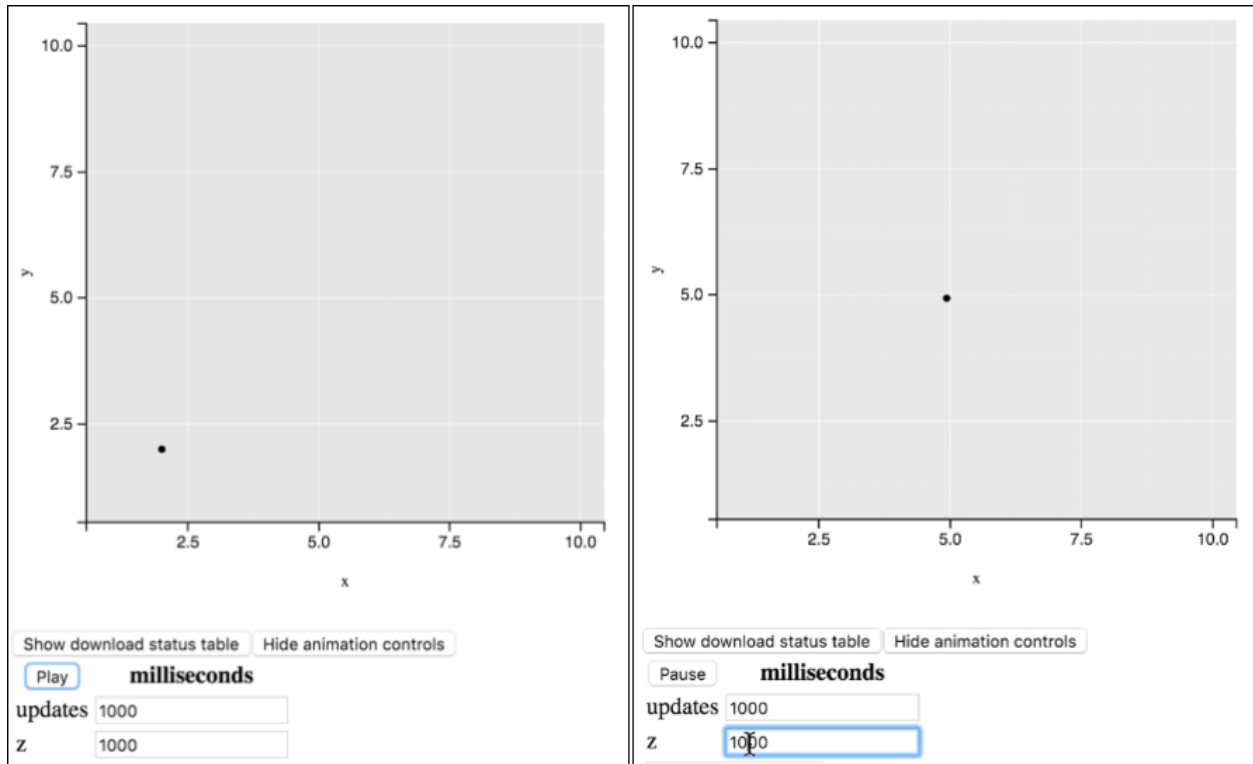 10.0
7.5
y
5.0
2.5
2.5 5.0 7.5 10.0
x
Show download status table Hide animation controls
Play milliseconds
updates 1000
z 1000
10.0
7.5
y
5.0
2.5
2.5 5.0 7.5 10.0
x
Show download status table Hide animation controls
Pause milliseconds
updates 1000
z 1000